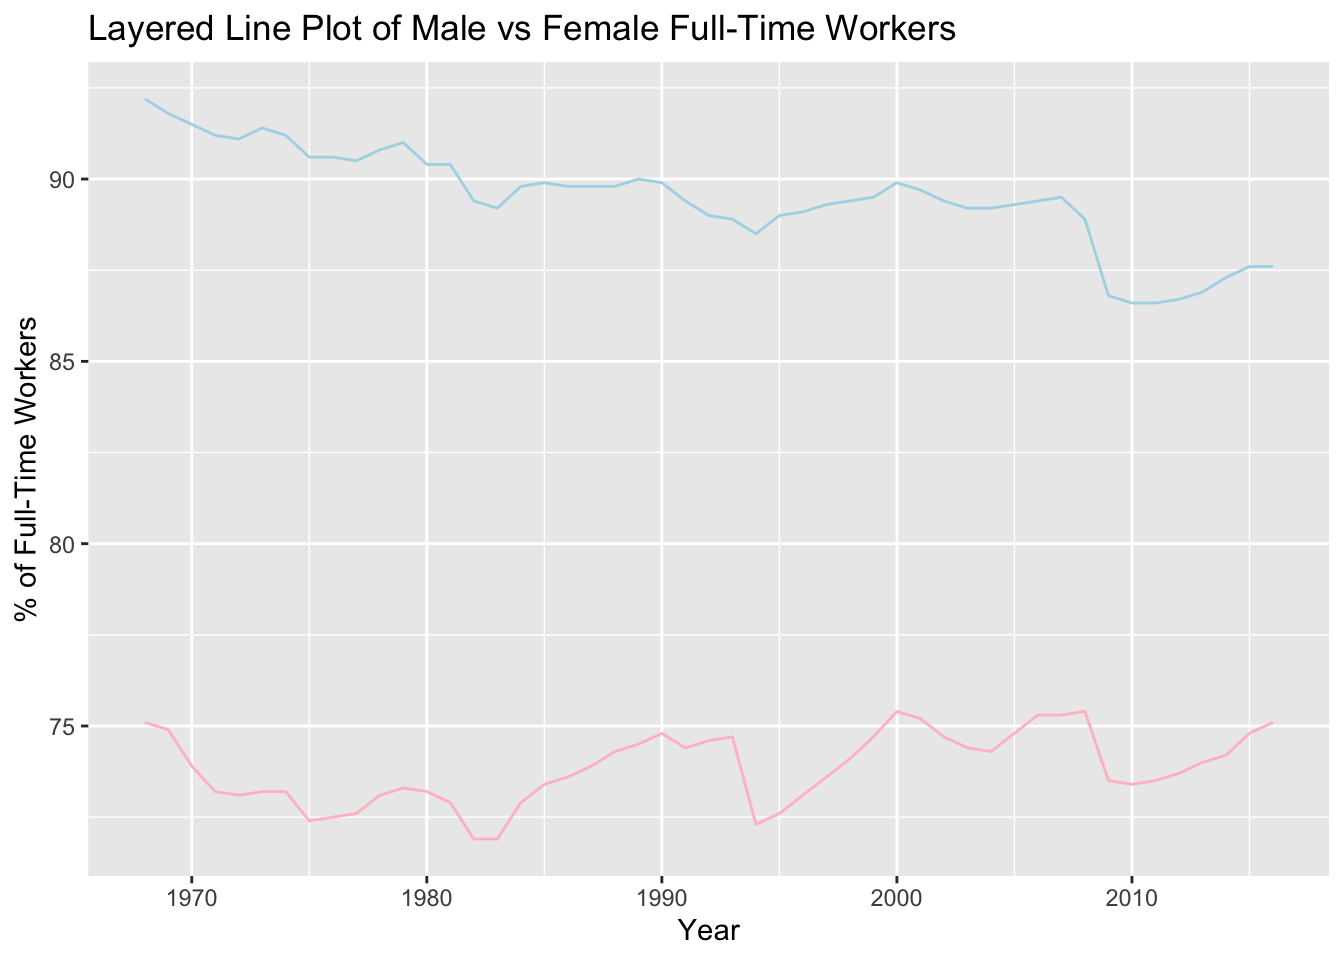 Layered Line Plot of Male vs Female Full-Time Workers
% of Full-Time Workers
90
85
80
75
1970 1980 1990 2000 2010
Year